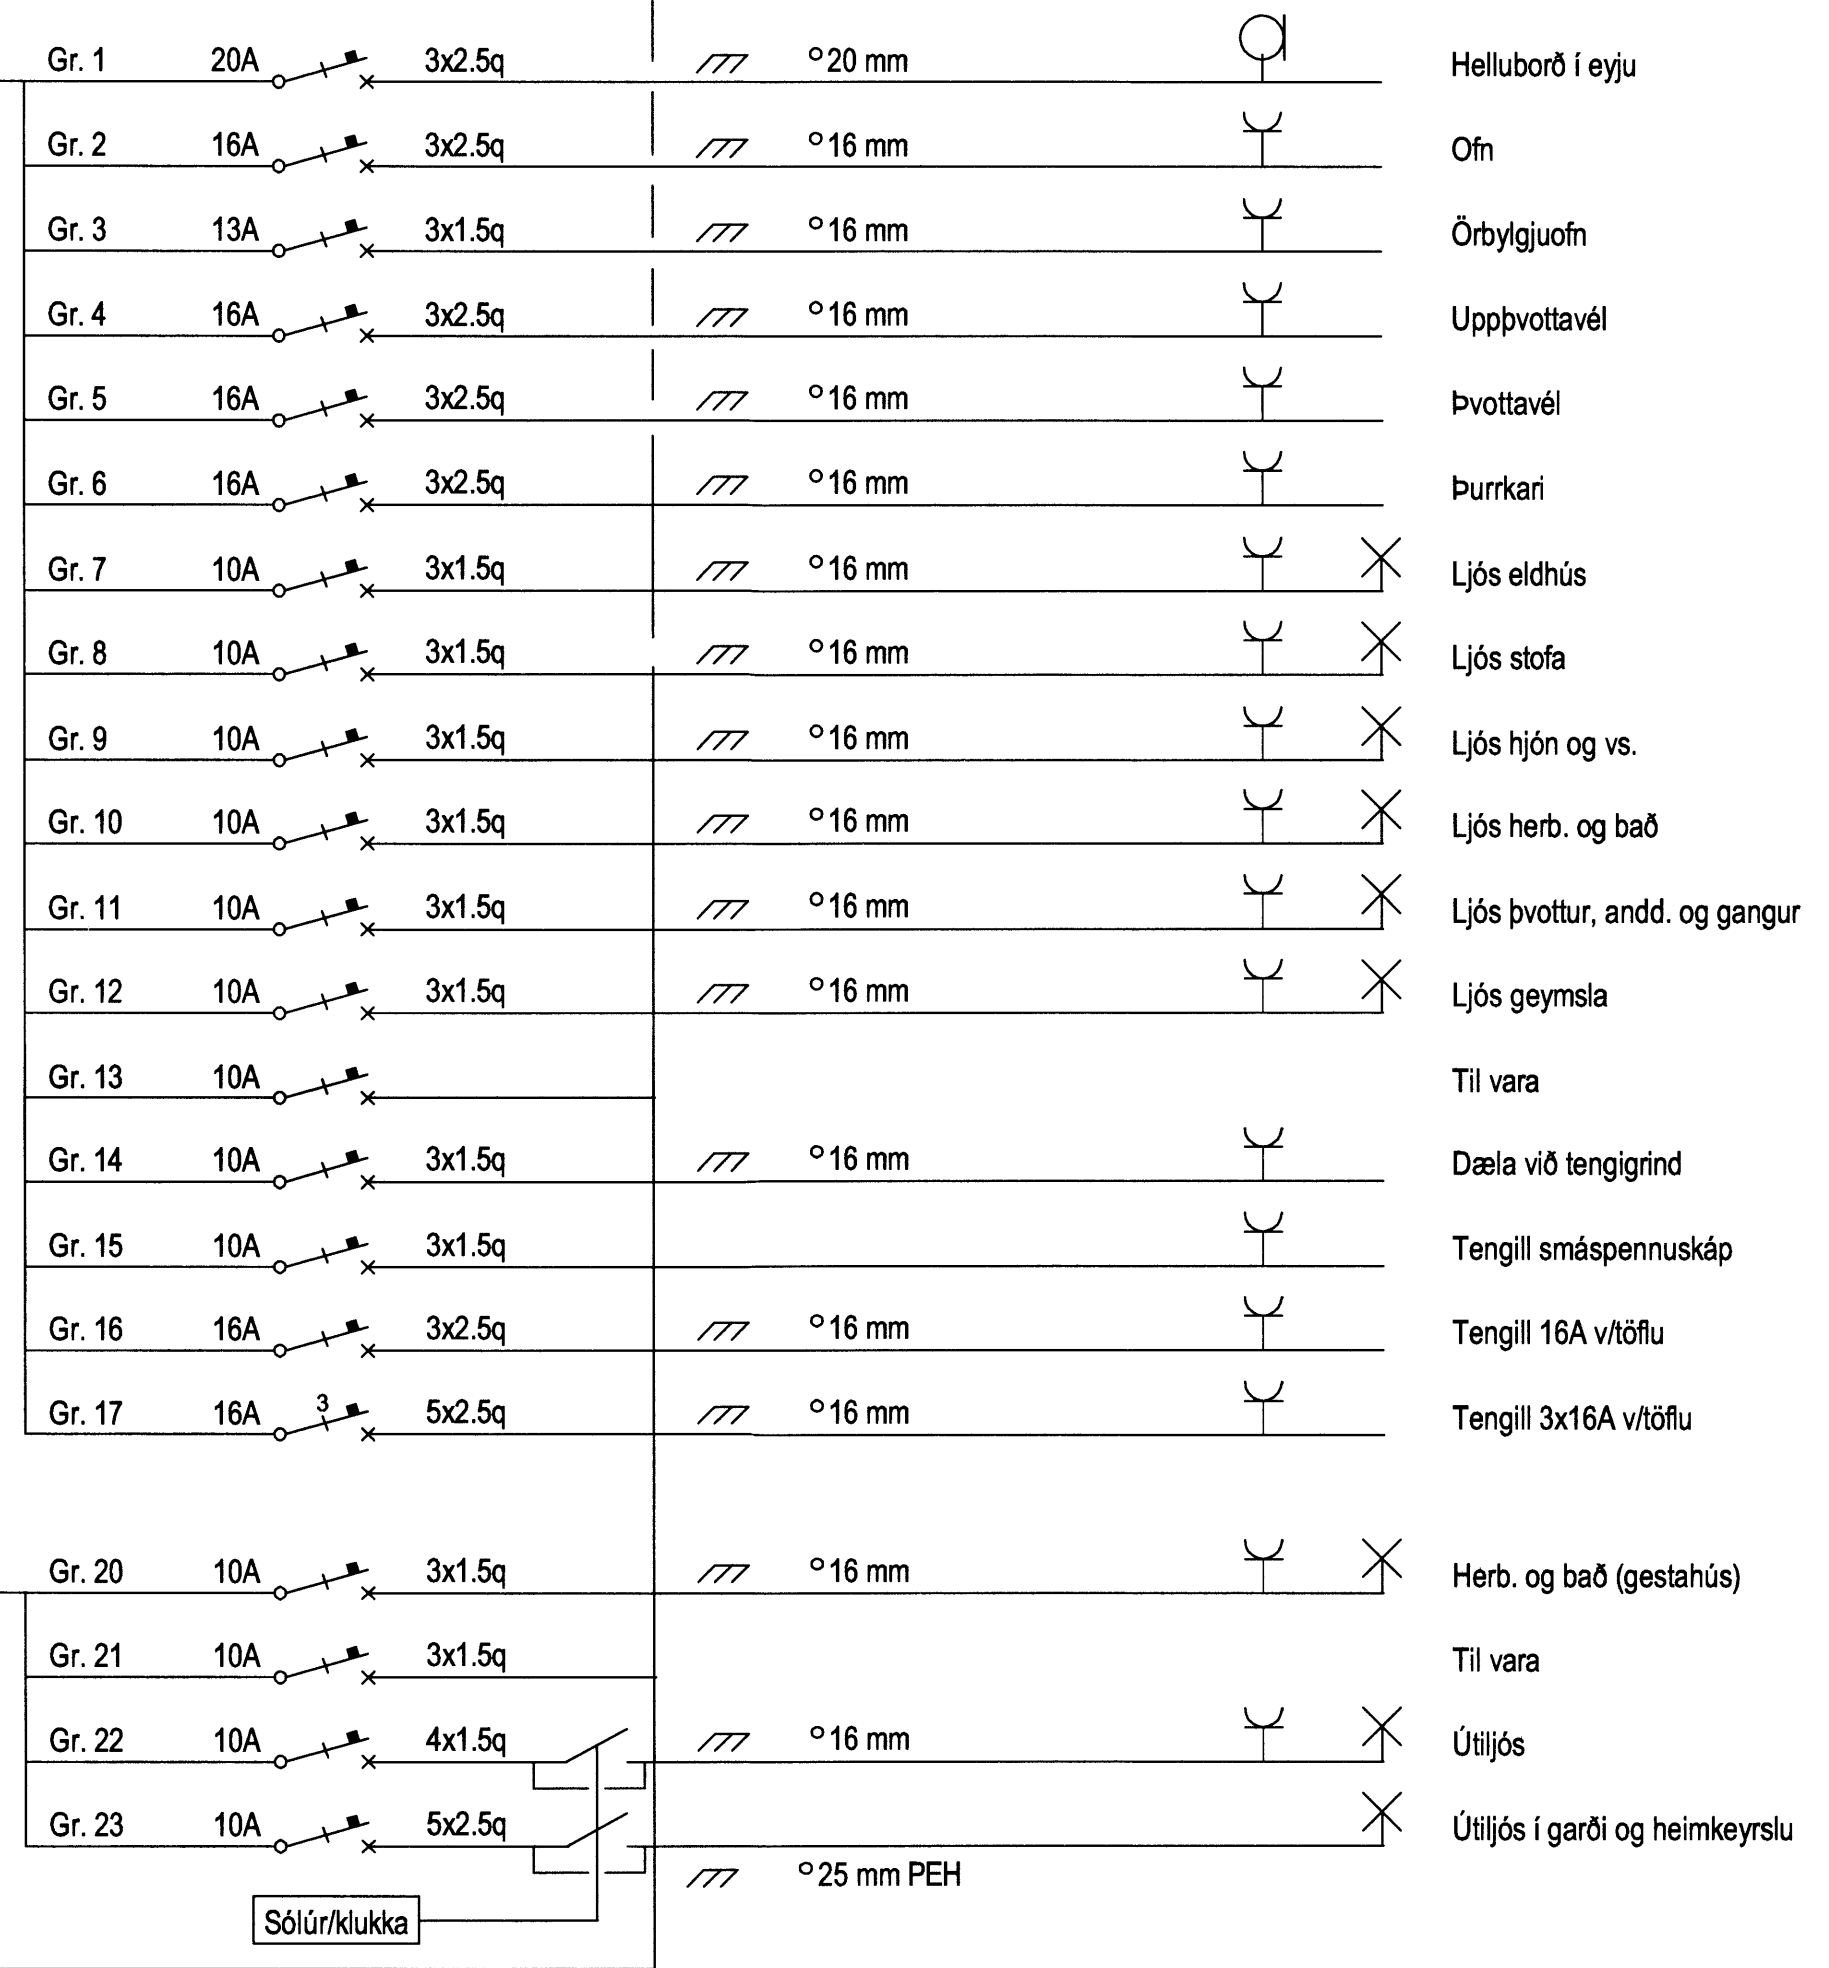 Gr. 1 20A 3x2.5q °20 mm Helluborð í eyju
Gr. 2 16A 3x2.5q °16 mm Ofn
Gr. 3 13A 3x1.5q °16 mm Örbylgjuofn
Gr. 4 16A 3x2.5q °16 mm Uppþvottavél
Gr. 5 16A 3x2.5q °16 mm Þvottavél
Gr. 6 16A 3x2.5q °16 mm Þurrkari
Gr. 7 10A 3x1.5q °16 mm Ljós eldhús
Gr. 8 10A 3x1.5q °16 mm Ljós stofa
Gr. 9 10A 3x1.5q °16 mm Ljós hjón og vs.
Gr. 10 10A 3x1.5q °16 mm Ljós herb. og bað
Gr. 11 10A 3x1.5q °16 mm Ljós þvottur, andd. og gangur
Gr. 12 10A 3x1.5q °16 mm Ljós geymsla
Gr. 13 10A Til vara
Gr. 14 10A 3x1.5q °16 mm Dæla við tengigrind
Gr. 15 10A 3x1.5q Tengill smáspennuskáp
Gr. 16 16A 3x2.5q °16 mm Tengill 16A v/töflu
Gr. 17 16A 3 5x2.5q °16 mm Tengill 3x16A v/töflu
Gr. 20 10A 3x1.5q °16 mm Herb. og bað (gestahús)
Gr. 21 10A 3x1.5q Til vara
Gr. 22 10A 4x1.5q °16 mm Útiljós
Gr. 23 10A 5x2.5q Útiljós í garði og heimkeyrslu
°25 mm PEH
Sólúr/klukka